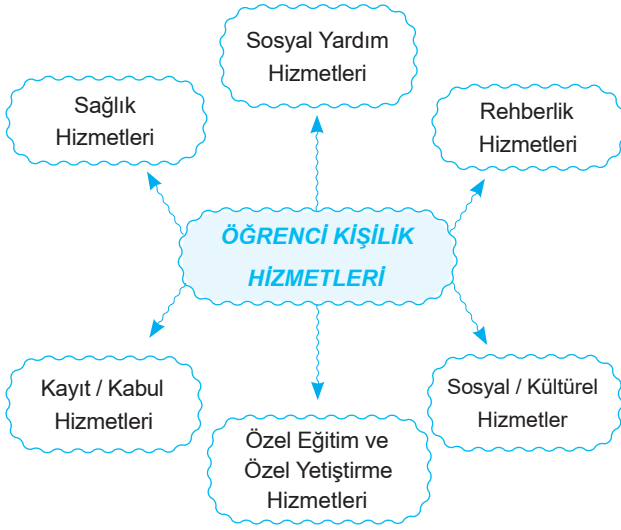 Sosyal Yardım
Hizmetleri
Sağlık
Hizmetleri
Rehberlik
Hizmetleri
ÖĞRENCİ KİŞİLİK
HİZMETLERİ
Kayıt / Kabul
Hizmetleri
Sosyal / Kültürel
Hizmetler
Özel Eğitim ve
Özel Yetiştirme
Hizmetleri